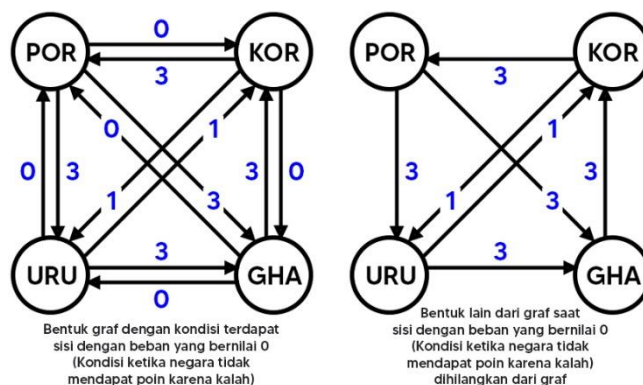 POR
0
KOR
3
0
1
0
3
3
0
1
3
URU
3
GHA
0
Bentuk graf dengan kondisi terdapat
sisi dengan beban yang bernilai 0
(Kondisi ketika negara tidak
mendapat poin karena kalah)
POR
KOR
3
1
3
3
1
3
URU
3
GHA
Bentuk lain dari graf saat
sisi dengan beban yang bernilai 0
(Kondisi ketika negara tidak
mendapat poin karena kalah)
dihilangkan dari graf